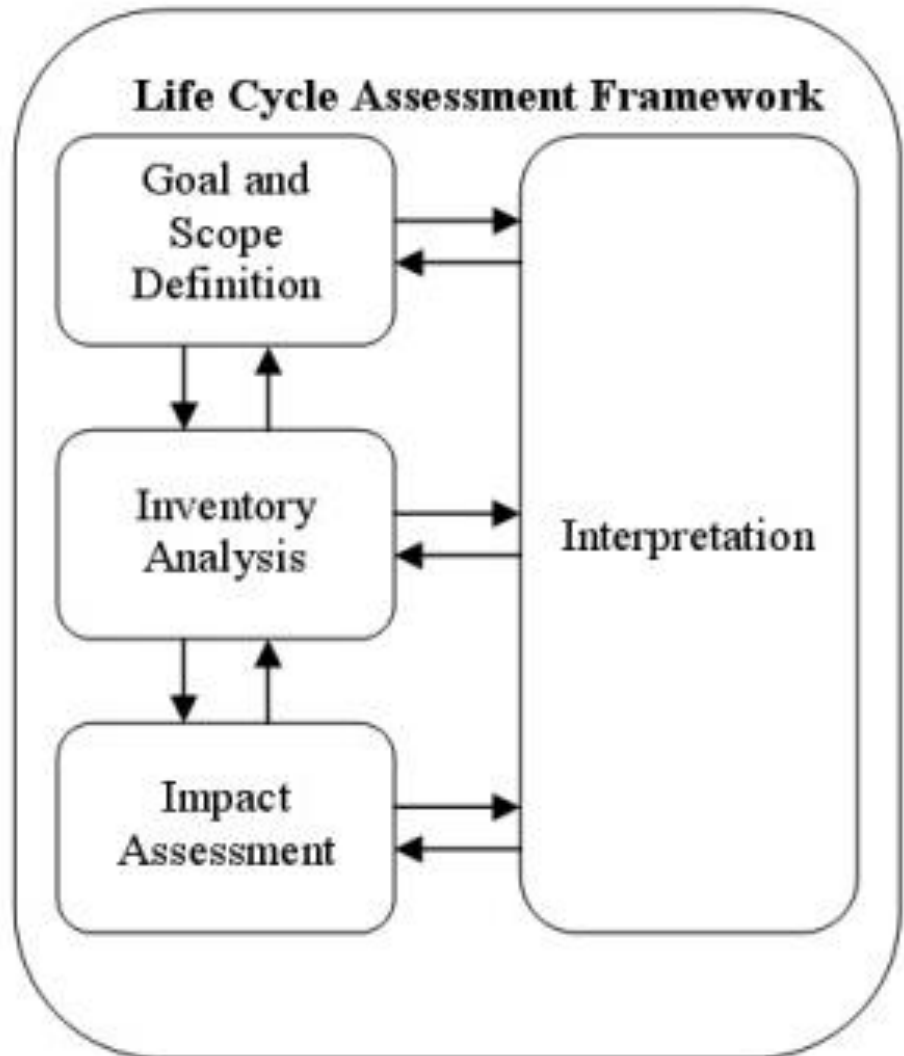 Life Cycle Assessment Framework
Goal and
Scope
Definition
Inventory
Analysis
Interpretation
Impact
Assessment